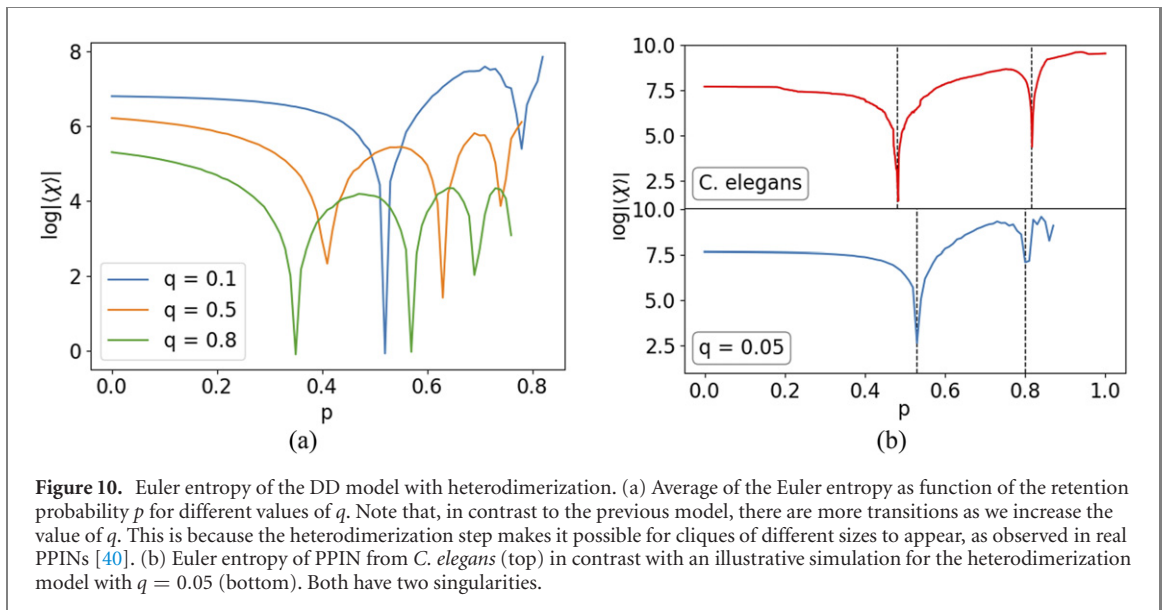 (a)
8
6
4
2
0
log|⟨χ⟩|
q = 0.1
q = 0.5
q = 0.8
0.0 0.2 0.4 0.6 0.8
p
(a)
(b)
10.0
7.5
5.0
2.5
C. elegans
log|⟨χ⟩|
10.0
7.5
5.0
2.5
q = 0.05
0.0 0.2 0.4 0.6 0.8 1.0
p
(b)
Figure 10. Euler entropy of the DD model with heterodimerization. (a) Average of the Euler entropy as function of the retention
probability p for different values of q. Note that, in contrast to the previous model, there are more transitions as we increase the
value of q. This is because the heterodimerization step makes it possible for cliques of different sizes to appear, as observed in real
PPINs [40]. (b) Euler entropy of PPIN from C. elegans (top) in contrast with an illustrative simulation for the heterodimerization
model with q = 0.05 (bottom). Both have two singularities.